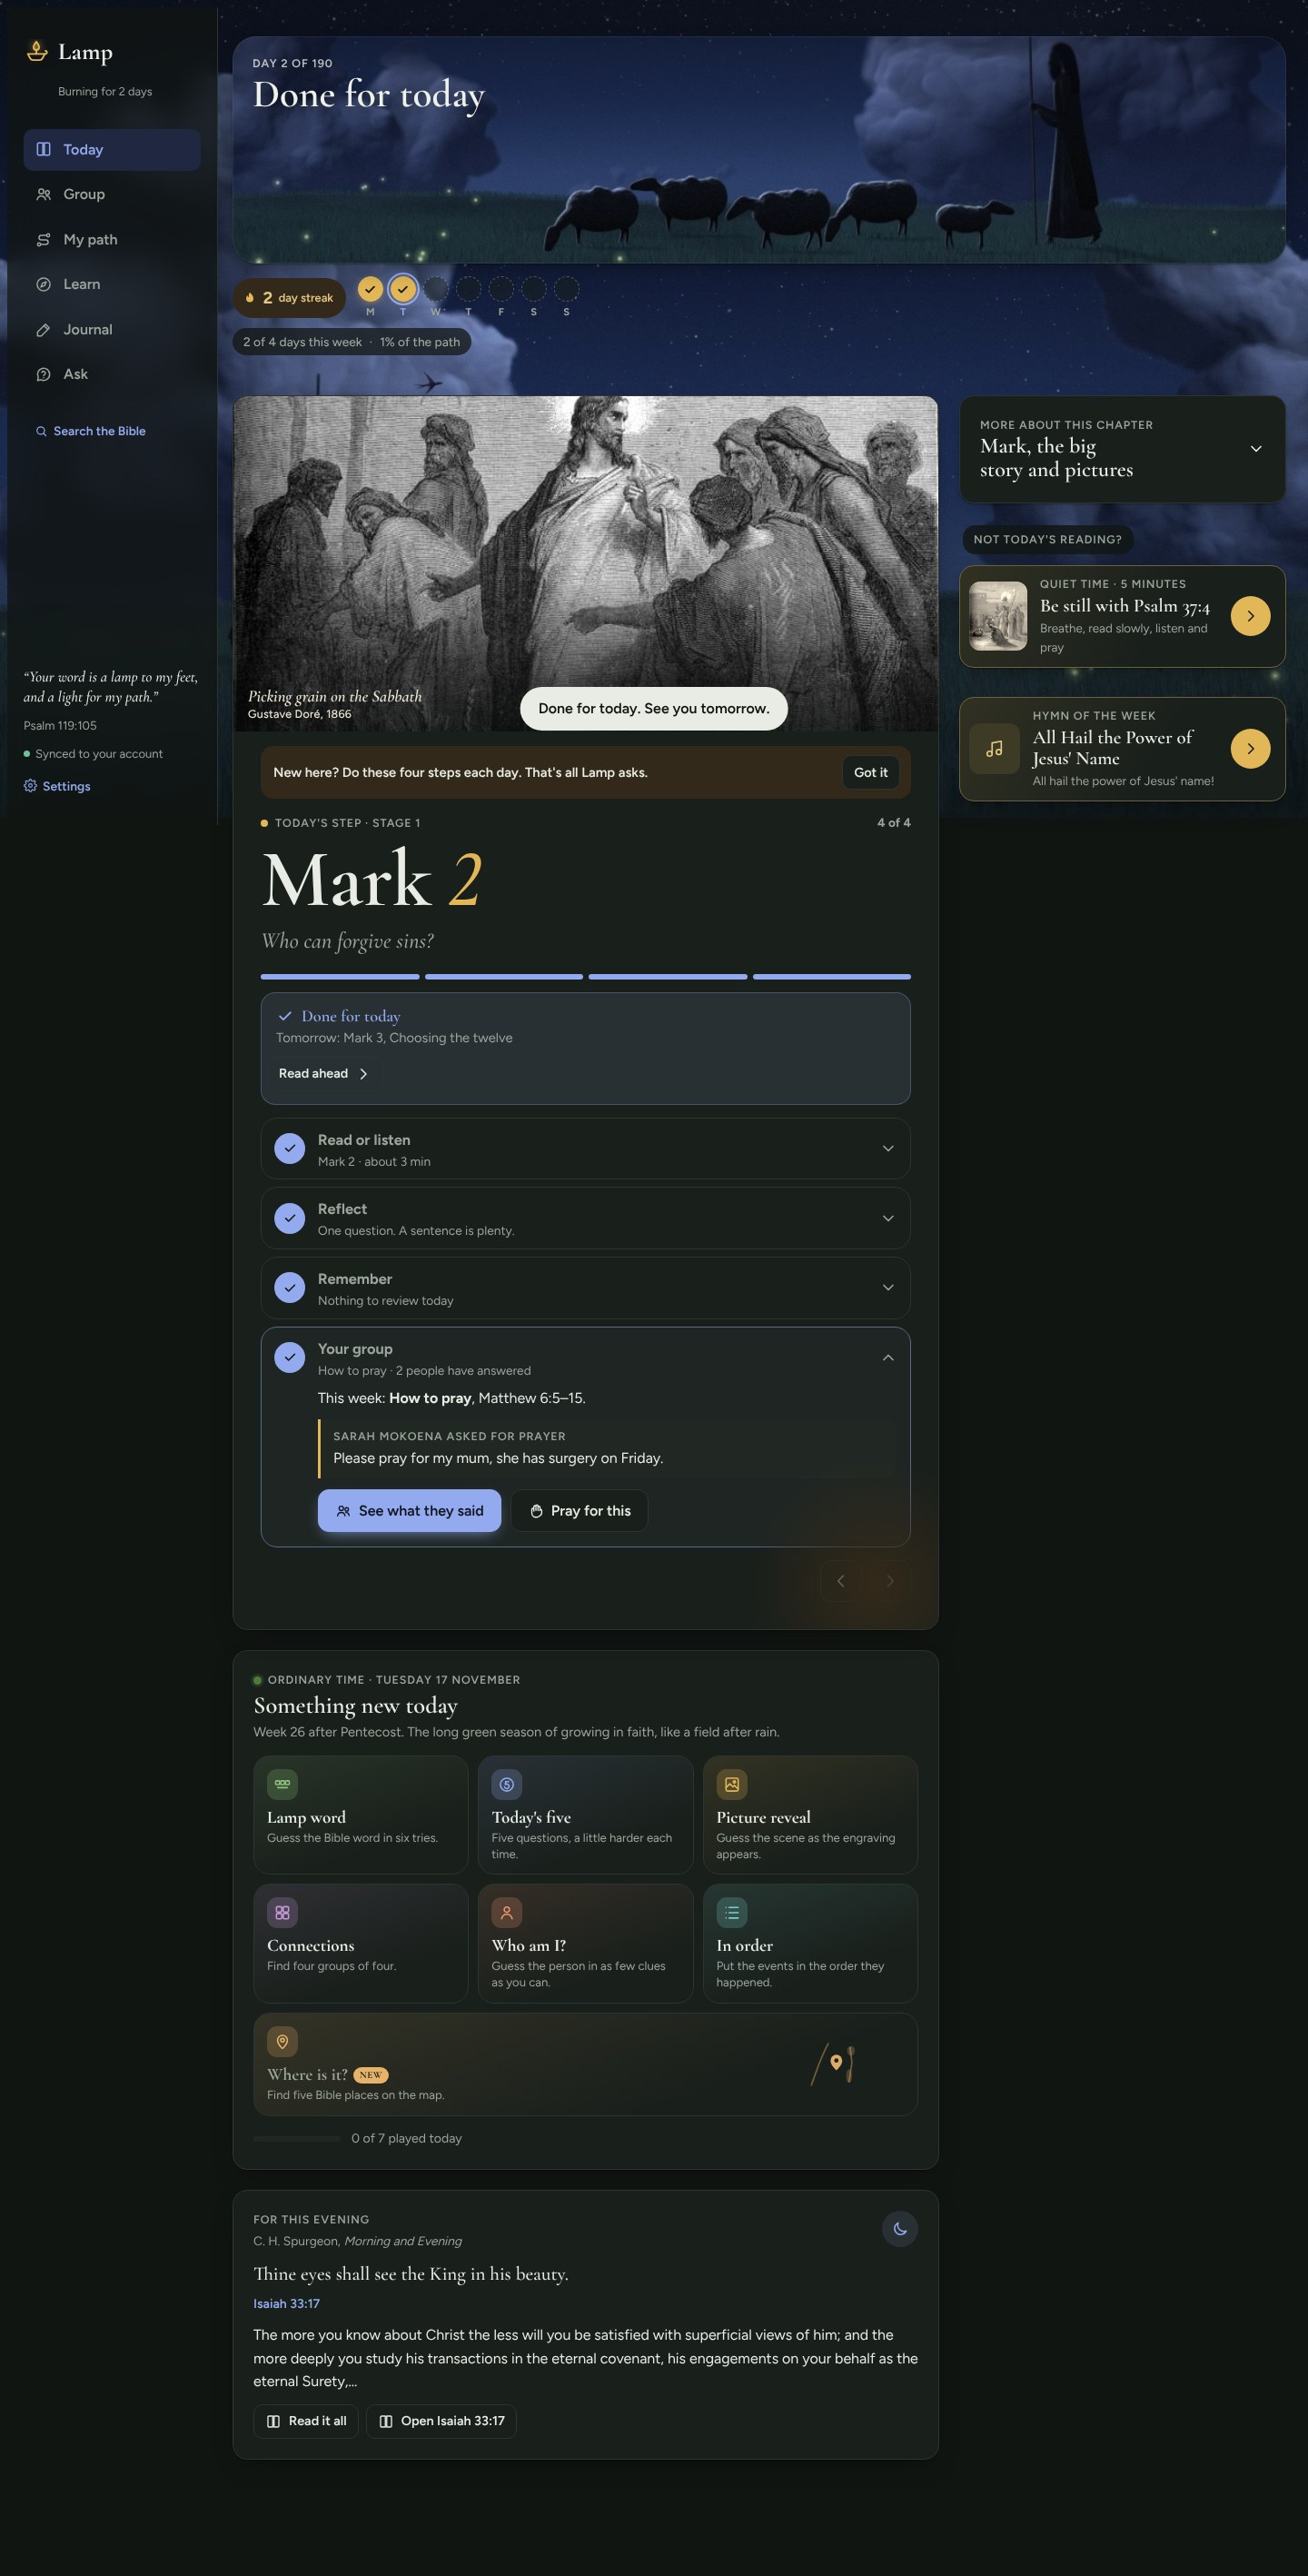 Lamp
Burning for 2 days
Today
Group
My path
Learn
Journal
Ask
Search the Bible
“Your word is a lamp to my feet,
and a light for my path.”
Psalm 119:105
Synced to your account
Settings
DAY 2 OF 190
Done for today
2 day streak
M T W T F S S
2 of 4 days this week · 1% of the path
Picking grain on the Sabbath
Gustave Doré, 1866
Done for today. See you tomorrow.
New here? Do these four steps each day. That's all Lamp asks.
Got it
TODAY'S STEP · STAGE 1
4 of 4
Mark 2
Who can forgive sins?
Done for today
Tomorrow: Mark 3, Choosing the twelve
Read ahead
Read or listen
Mark 2 · about 3 min
Reflect
One question. A sentence is plenty.
Remember
Nothing to review today
Your group
How to pray · 2 people have answered
This week: How to pray, Matthew 6:5–15.
SARAH MOKOENA ASKED FOR PRAYER
Please pray for my mum, she has surgery on Friday.
See what they said
Pray for this
MORE ABOUT THIS CHAPTER
Mark, the big
story and pictures
NOT TODAY'S READING?
QUIET TIME · 5 MINUTES
Be still with Psalm 37:4
Breathe, read slowly, listen and
pray
HYMN OF THE WEEK
All Hail the Power of
Jesus' Name
All hail the power of Jesus' name!
ORDINARY TIME · TUESDAY 17 NOVEMBER
Something new today
Week 26 after Pentecost. The long green season of growing in faith, like a field after rain.
Lamp word
Guess the Bible word in six tries.
5
Today's five
Five questions, a little harder each
time.
Picture reveal
Guess the scene as the engraving
appears.
Connections
Find four groups of four.
Who am I?
Guess the person in as few clues
as you can.
In order
Put the events in the order they
happened.
Where is it? NEW
Find five Bible places on the map.
0 of 7 played today
FOR THIS EVENING
C. H. Spurgeon, Morning and Evening
Thine eyes shall see the King in his beauty.
Isaiah 33:17
The more you know about Christ the less will you be satisfied with superficial views of him; and the
more deeply you study his transactions in the eternal covenant, his engagements on your behalf as the
eternal Surety,...
Read it all
Open Isaiah 33:17